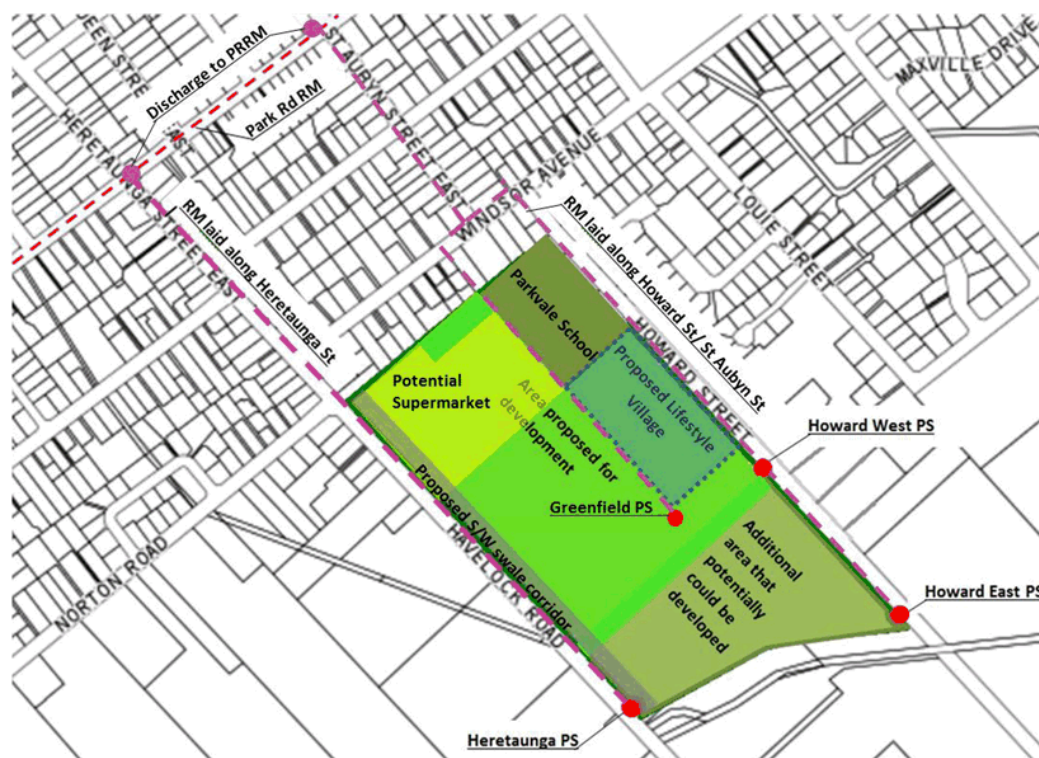 EEN STRE
EAST
HERETAUNGA STREET EAST
Discharge to PRRM
Park Rd RM
ST AUBYN STREET EAST
MAXVILLE DRIVE
WINDSOR AVENUE
LOUIE STREET
RM laid along Heretaunga St
RM laid along Howard St/ St Aubyn St
HOWARD STREET
Parkvale School
Proposed Lifestyle
Village
Potential
Supermarket
Area proposed for
development
Howard West PS
Greenfield PS
Additional
area that
potentially
could be
developed
Howard East PS
Proposed S/W swale corridor
HAVELOCK ROAD
NORTON ROAD
Heretaunga PS